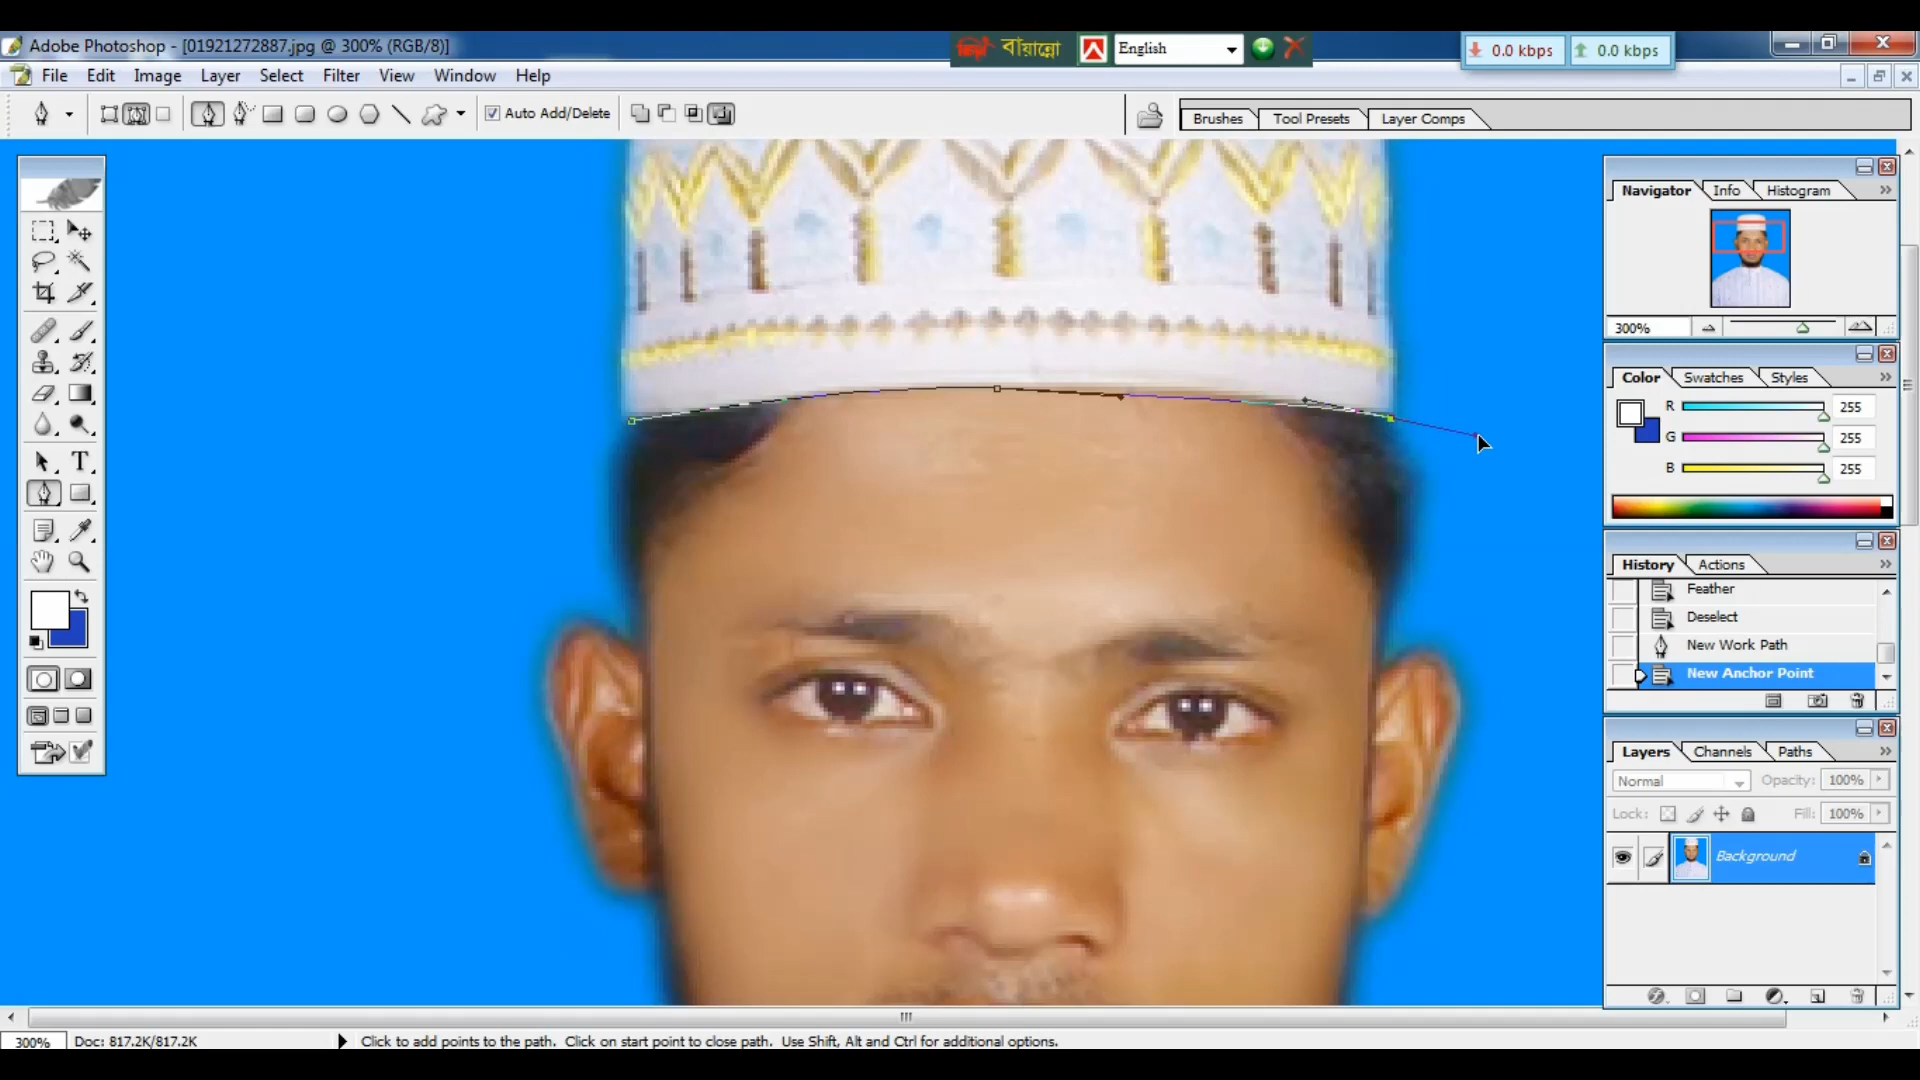 Adobe Photoshop - [01921272887.jpg @ 300% (RGB/8)]
বায়ান্নো
English
0.0 kbps
0.0 kbps
File Edit Image Layer Select Filter View Window Help
Auto Add/Delete
Brushes Tool Presets Layer Comps
Navigator Info Histogram
300%
Color Swatches Styles
R 255
G 255
B 255
T
History Actions
Feather
Deselect
New Work Path
New Anchor Point
Layers Channels Paths
Normal Opacity: 100%
Lock: Fill: 100%
Background
300% Doc: 817.2K/817.2K Click to add points to the path. Click on start point to close path. Use Shift, Alt and Ctrl for additional options.